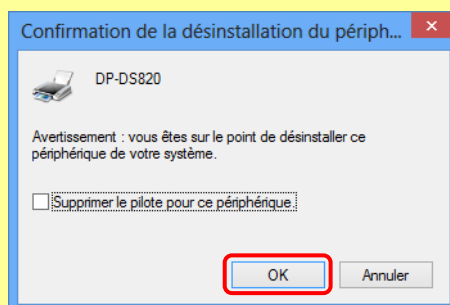 Confirmation de la désinstallation du périph...
DP-DS820
Avertissement : vous êtes sur le point de désinstaller ce
périphérique de votre système.
Supprimer le pilote pour ce périphérique.
OK
Annuler